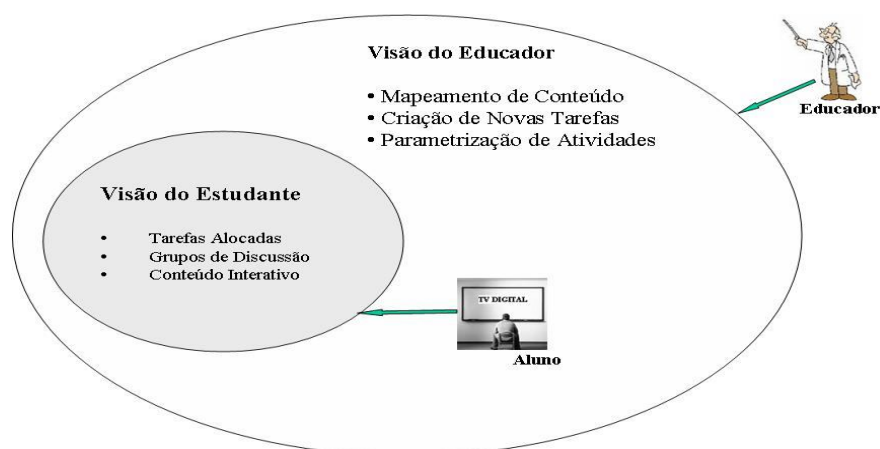 Visão do Educador
• Mapeamento de Conteúdo
• Criação de Novas Tarefas
• Parametrização de Atividades
Educador
Visão do Estudante
• Tarefas Alocadas
• Grupos de Discussão
• Conteúdo Interativo
TV DIGITAL
Aluno